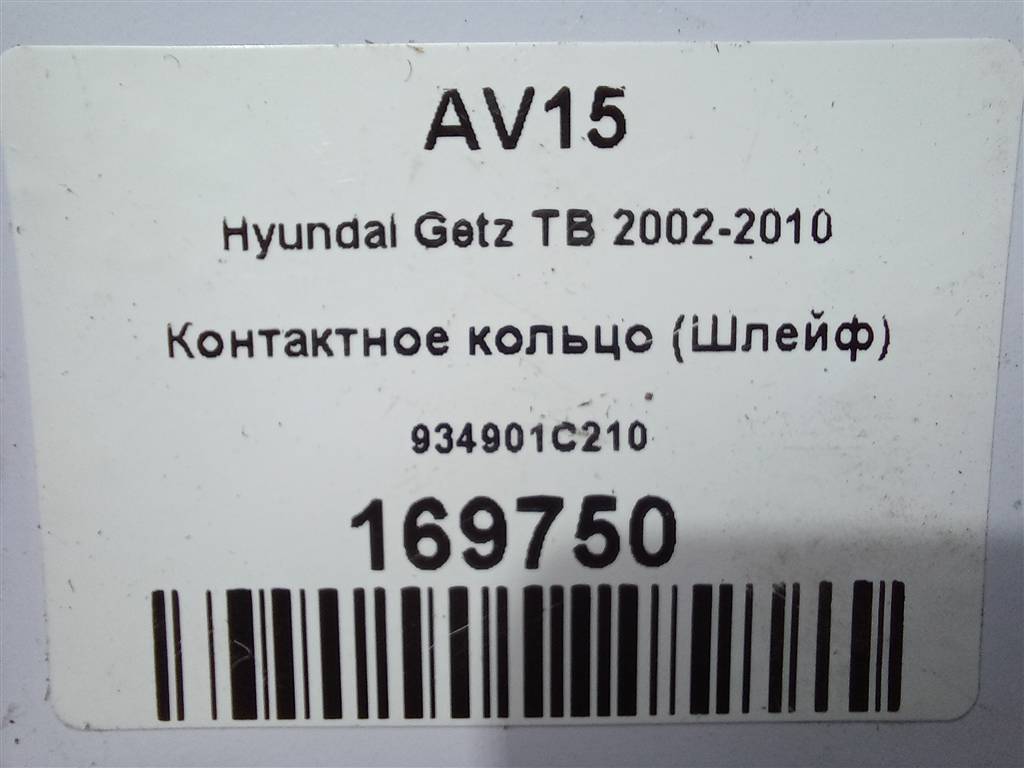 AV15
Hyundai Getz TB 2002-2010
Контактное кольцо (Шлейф)
934901C210
169750